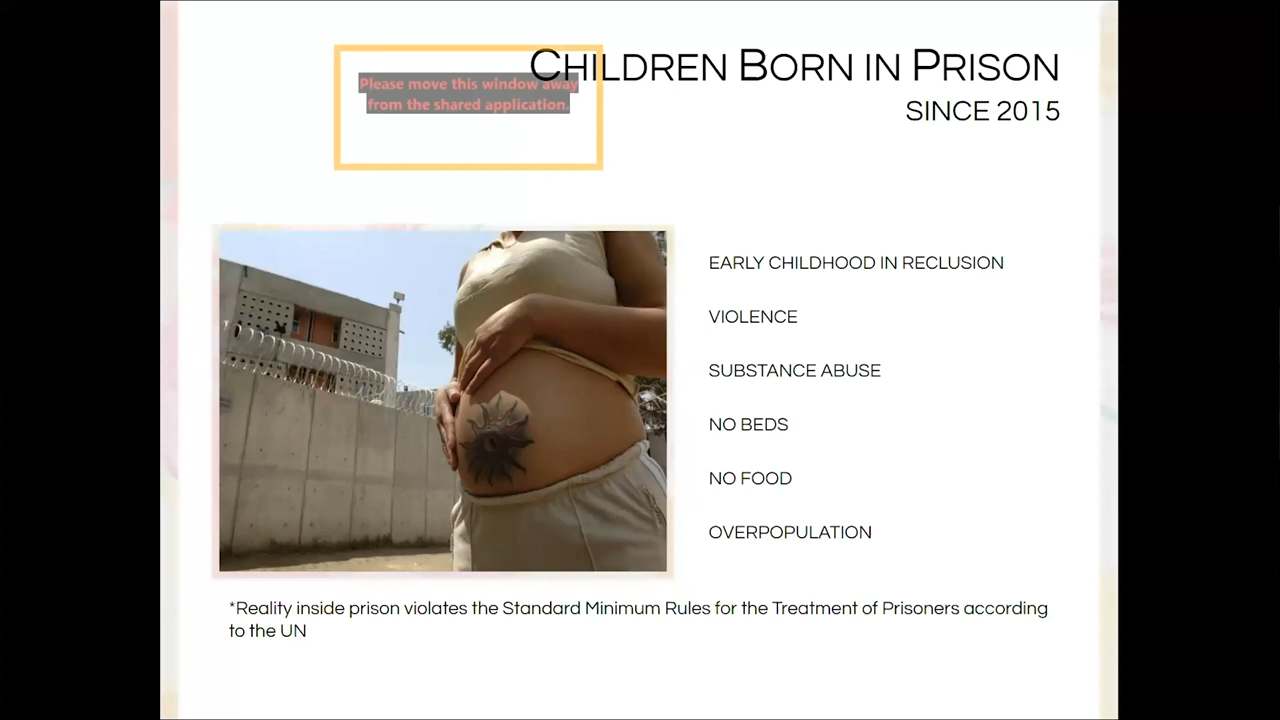 CHILDREN BORN IN PRISON
Please move this window away
from the shared application.
SINCE 2015
EARLY CHILDHOOD IN RECLUSION
VIOLENCE
SUBSTANCE ABUSE
NO BEDS
NO FOOD
OVERPOPULATION
*Reality inside prison violates the Standard Minimum Rules for the Treatment of Prisoners according
to the UN